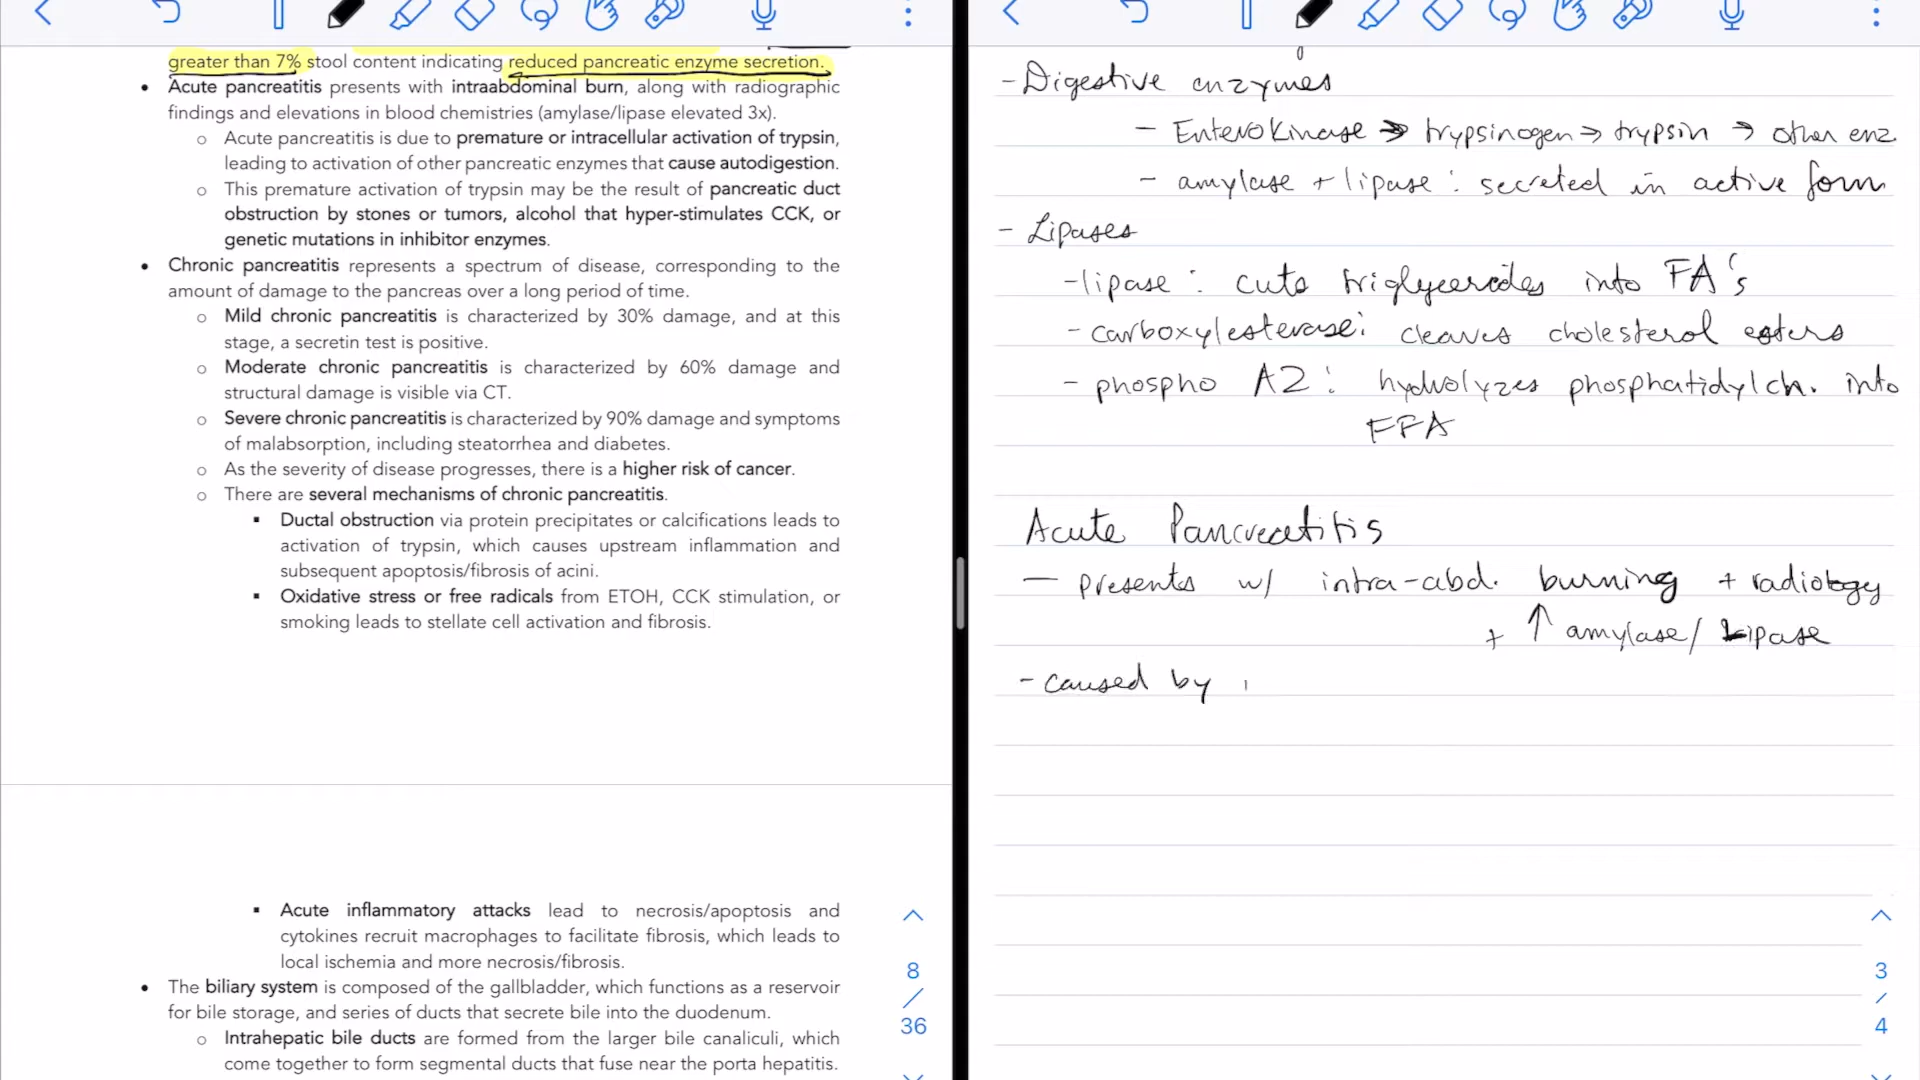 greater than 7% stool content indicating reduced pancreatic enzyme secretion.
• Acute pancreatitis presents with intraabdominal burn, along with radiographic
findings and elevations in blood chemistries (amylase/lipase elevated 3x).
o Acute pancreatitis is due to premature or intracellular activation of trypsin,
leading to activation of other pancreatic enzymes that cause autodigestion.
o This premature activation of trypsin may be the result of pancreatic duct
obstruction by stones or tumors, alcohol that hyper-stimulates CCK, or
genetic mutations in inhibitor enzymes.
• Chronic pancreatitis represents a spectrum of disease, corresponding to the
amount of damage to the pancreas over a long period of time.
o Mild chronic pancreatitis is characterized by 30% damage, and at this
stage, a secretin test is positive.
o Moderate chronic pancreatitis is characterized by 60% damage and
structural damage is visible via CT.
o Severe chronic pancreatitis is characterized by 90% damage and symptoms
of malabsorption, including steatorrhea and diabetes.
o As the severity of disease progresses, there is a higher risk of cancer.
o There are several mechanisms of chronic pancreatitis.
▪ Ductal obstruction via protein precipitates or calcifications leads to
activation of trypsin, which causes upstream inflammation and
subsequent apoptosis/fibrosis of acini.
▪ Oxidative stress or free radicals from ETOH, CCK stimulation, or
smoking leads to stellate cell activation and fibrosis.
▪ Acute inflammatory attacks lead to necrosis/apoptosis and
cytokines recruit macrophages to facilitate fibrosis, which leads to
local ischemia and more necrosis/fibrosis.
• The biliary system is composed of the gallbladder, which functions as a reservoir
for bile storage, and series of ducts that secrete bile into the duodenum.
o Intrahepatic bile ducts are formed from the larger bile canaliculi, which
come together to form segmental ducts that fuse near the porta hepatitis.
8
/
36
- Digestive enzymes
- Enterokinase → trypsinogen → trypsin → other enz
- amylase + lipase : secreted in active form
- Lipases
- lipase : cuts triglycerides into FA's
- carboxylesterase: cleaves cholesterol esters
- phospho A2 : hydrolyzes phosphatidylch. into
FFA
Acute Pancreatitis
- presents w/ intra-abd. burning + radiology
+ ↑ amylase/Lipase
- caused by
3
/
4